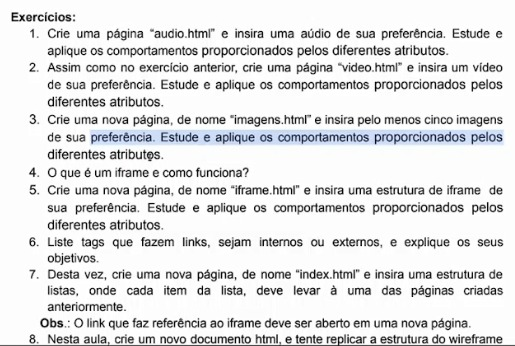 Exercícios:
1. Crie uma página “audio.html” e insira uma aúdio de sua preferência. Estude e
aplique os comportamentos proporcionados pelos diferentes atributos.
2. Assim como no exercício anterior, crie uma página “video.html” e insira um vídeo
de sua preferência. Estude e aplique os comportamentos proporcionados pelos
diferentes atributos.
3. Crie uma nova página, de nome “imagens.html” e insira pelo menos cinco imagens
de sua preferência. Estude e aplique os comportamentos proporcionados pelos
diferentes atributos.
4. O que é um iframe e como funciona?
5. Crie uma nova página, de nome “iframe.html” e insira uma estrutura de iframe de
sua preferência. Estude e aplique os comportamentos proporcionados pelos
diferentes atributos.
6. Liste tags que fazem links, sejam internos ou externos, e explique os seus
objetivos.
7. Desta vez, crie uma nova página, de nome “index.html” e insira uma estrutura de
listas, onde cada item da lista, deve levar à uma das páginas criadas
anteriormente.
Obs.: O link que faz referência ao iframe deve ser aberto em uma nova página.
8. Nesta aula, crie um novo documento html, e tente replicar a estrutura do wireframe